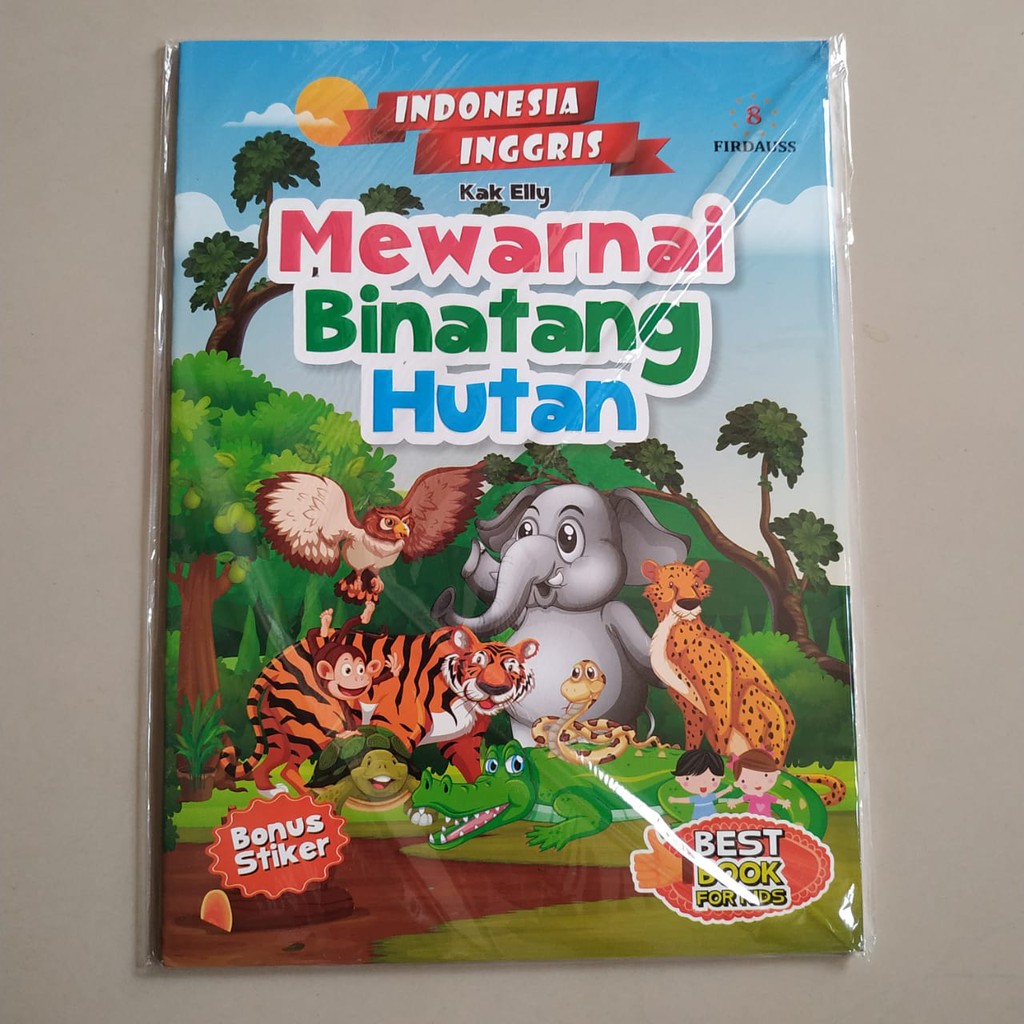 INDONESIA
INGGRIS
8
FIRDAUSS
Kak Elly
Mewarnai
Binatang
Hutan
Bonus
Stiker
BEST
BOOK
FOR KIDS